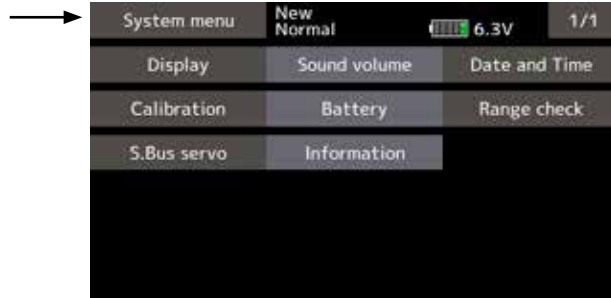 System menu New Normal 6.3V 1/1
Display Sound volume Date and Time
Calibration Battery Range check
S.Bus servo Information